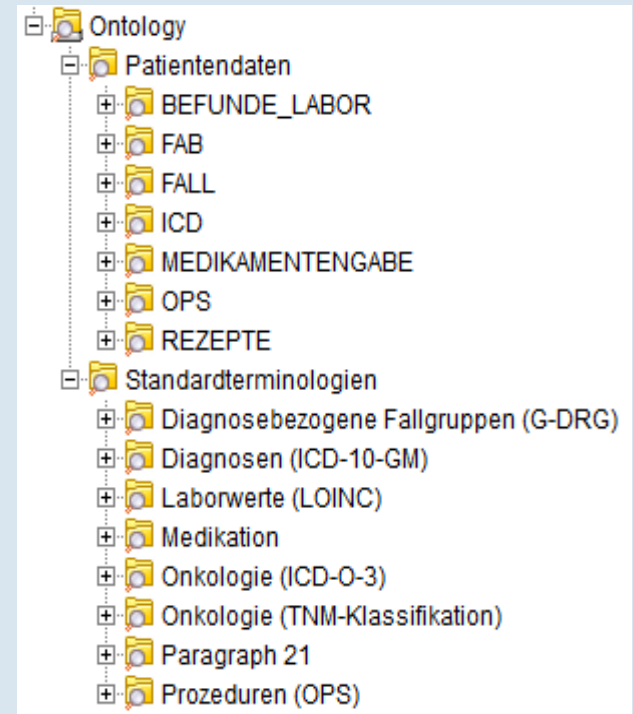 Ontology
Patientendaten
BEFUNDE_LABOR
FAB
FALL
ICD
MEDIKAMENTENGABE
OPS
REZEPTE
Standardterminologien
Diagnosebezogene Fallgruppen (G-DRG)
Diagnosen (ICD-10-GM)
Laborwerte (LOINC)
Medikation
Onkologie (ICD-O-3)
Onkologie (TNM-Klassifikation)
Paragraph 21
Prozeduren (OPS)